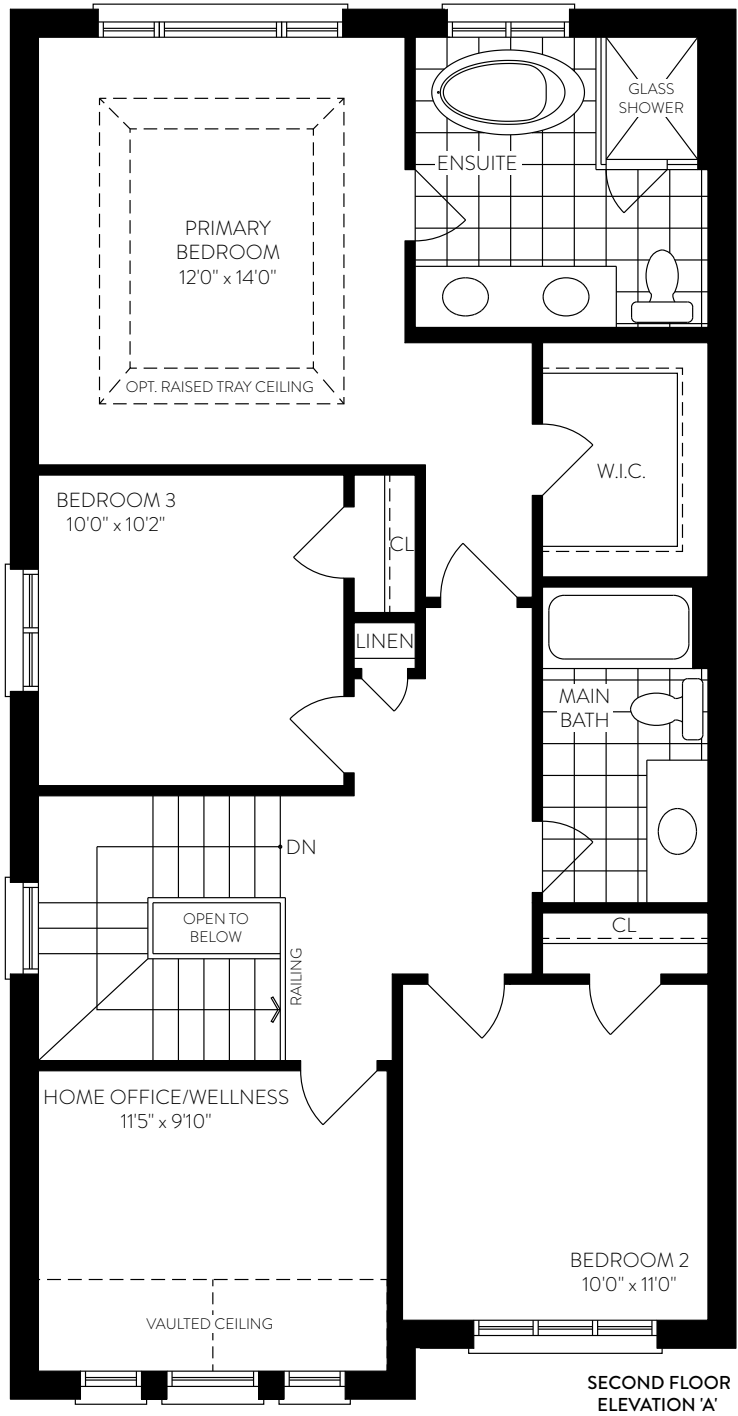 GLASS
SHOWER
ENSUITE
PRIMARY
BEDROOM
12'0" x 14'0"
OPT. RAISED TRAY CEILING
W.I.C.
BEDROOM 3
10'0" x 10'2"
CL
LINEN
MAIN
BATH
DN
OPEN TO
BELOW
RAILING
CL
HOME OFFICE/WELLNESS
11'5" x 9'10"
BEDROOM 2
10'0" x 11'0"
VAULTED CEILING
SECOND FLOOR
ELEVATION 'A'